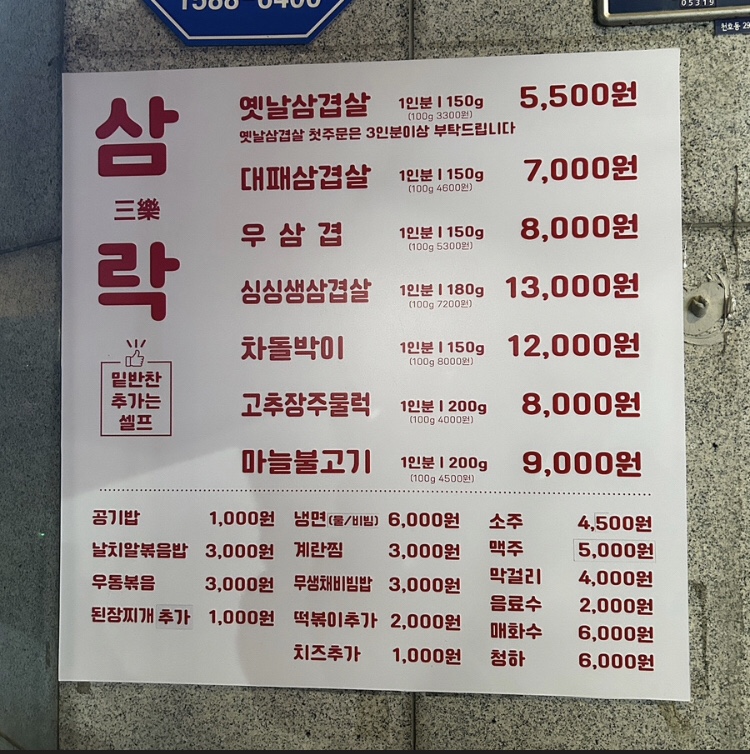 1588-6400
05319
천호동 29
삼
三樂
락
밑반찬
추가는
셀프
옛날삼겹살 1인분 | 150g 5,500원
(100g 3300원)
옛날삼겹살 첫주문은 3인분이상 부탁드립니다
대패삼겹살 1인분 | 150g 7,000원
(100g 4600원)
우 삼 겹 1인분 | 150g 8,000원
(100g 5300원)
싱싱생삼겹살 1인분 | 180g 13,000원
(100g 7200원)
차돌박이 1인분 | 150g 12,000원
(100g 8000원)
고추장주물럭 1인분 | 200g 8,000원
(100g 4000원)
마늘불고기 1인분 | 200g 9,000원
(100g 4500원)
공기밥 1,000원
날치알볶음밥 3,000원
우동볶음 3,000원
된장찌개 추가 1,000원
냉면(물/비빔) 6,000원
계란찜 3,000원
무생채비빔밥 3,000원
떡볶이추가 2,000원
치즈추가 1,000원
소주 4,500원
맥주 5,000원
막걸리 4,000원
음료수 2,000원
매화수 6,000원
청하 6,000원